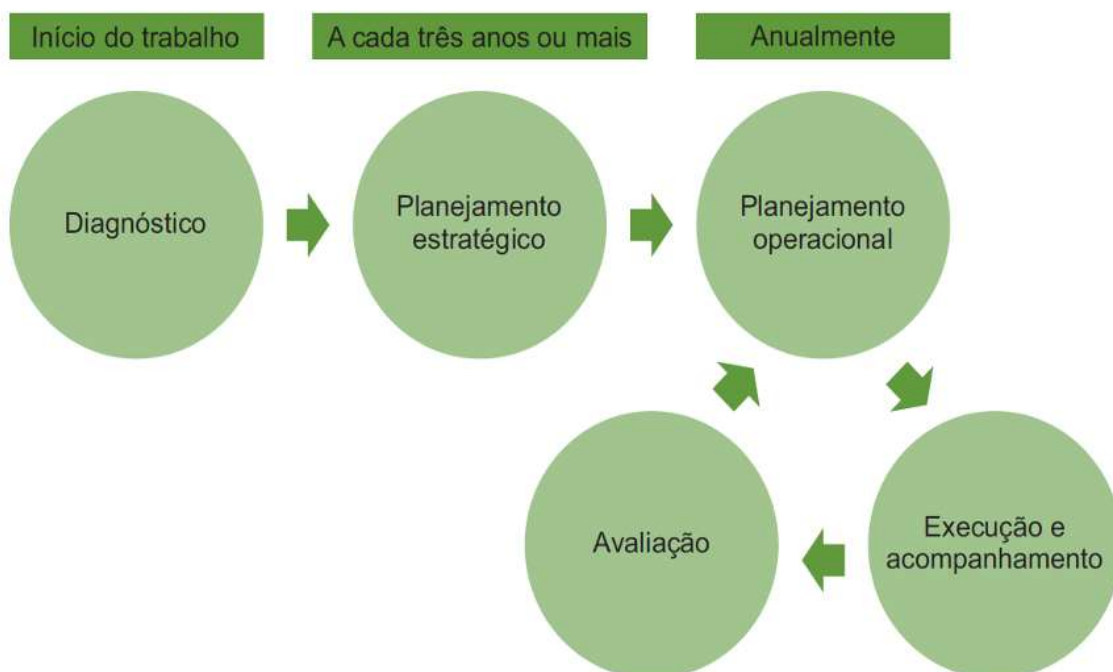 Início do trabalho
A cada três anos ou mais
Anualmente
Diagnóstico
Planejamento
estratégico
Planejamento
operacional
Avaliação
Execução e
acompanhamento